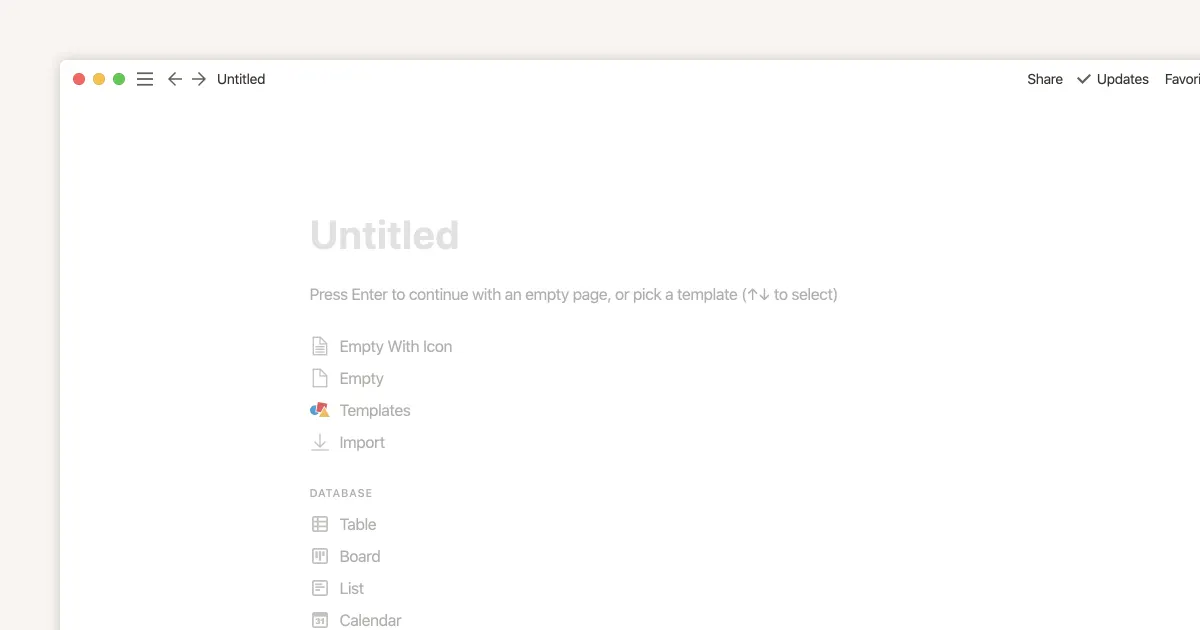 Untitled
Share Updates
Untitled
Press Enter to continue with an empty page, or pick a template (↑↓ to select)
Empty With Icon
Empty
Templates
Import
DATABASE
Table
Board
List
31 Calendar